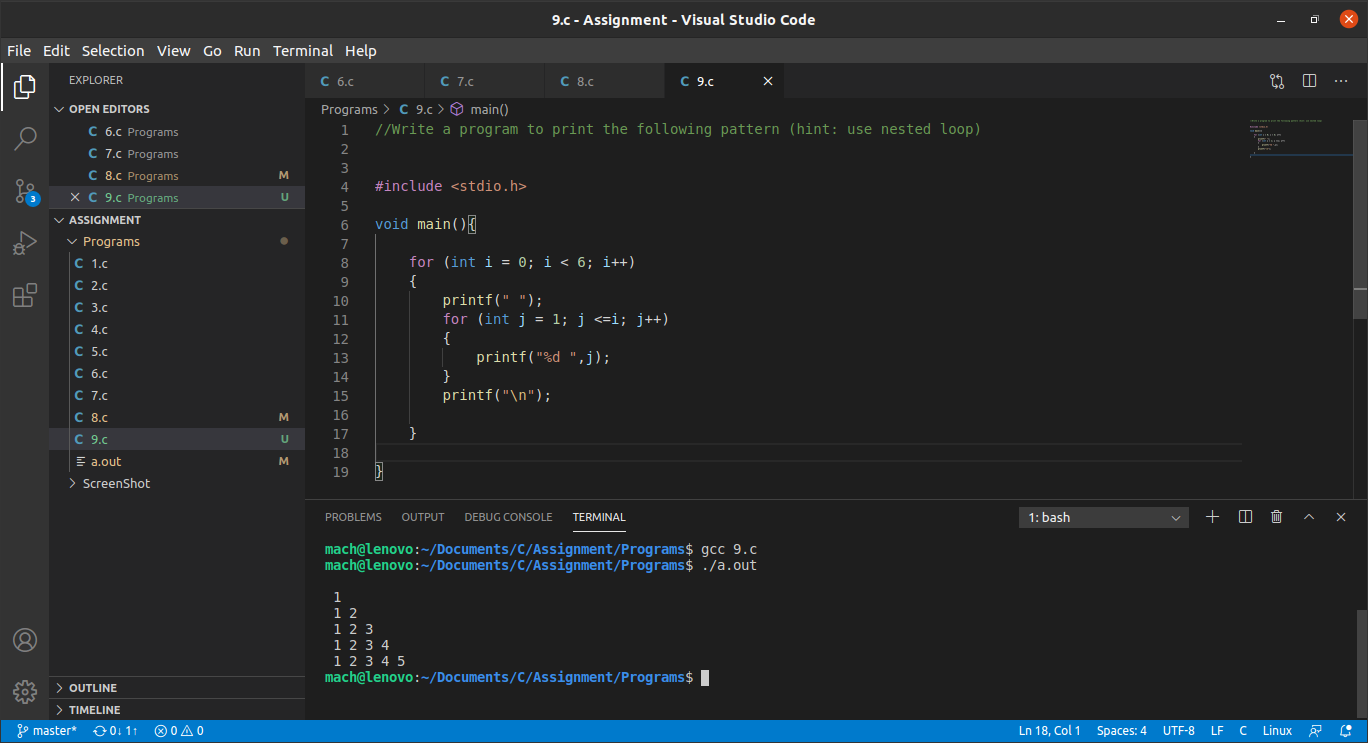 9.c - Assignment - Visual Studio Code
File Edit Selection View Go Run Terminal Help
EXPLORER
OPEN EDITORS
C 6.c Programs
C 7.c Programs
C 8.c Programs M
C 9.c Programs U
ASSIGNMENT
Programs
C 1.c
C 2.c
C 3.c
C 4.c
C 5.c
C 6.c
C 7.c
C 8.c M
C 9.c U
a.out M
ScreenShot
OUTLINE
TIMELINE
3
C 6.c C 7.c C 8.c C 9.c
Programs > C 9.c > main()
1 //Write a program to print the following pattern (hint: use nested loop)
2
3
4 #include <stdio.h>
5
6 void main(){
7
8 for (int i = 0; i < 6; i++)
9 {
10 printf(" ");
11 for (int j = 1; j <=i; j++)
12 {
13 printf("%d ",j);
14 }
15 printf("\n");
16
17 }
18
19 }
PROBLEMS OUTPUT DEBUG CONSOLE TERMINAL 1: bash
mach@lenovo:~/Documents/C/Assignment/Programs$ gcc 9.c
mach@lenovo:~/Documents/C/Assignment/Programs$ ./a.out
1
1 2
1 2 3
1 2 3 4
1 2 3 4 5
mach@lenovo:~/Documents/C/Assignment/Programs$
master* 0↓ 1↑ 0 0 Ln 18, Col 1 Spaces: 4 UTF-8 LF C Linux